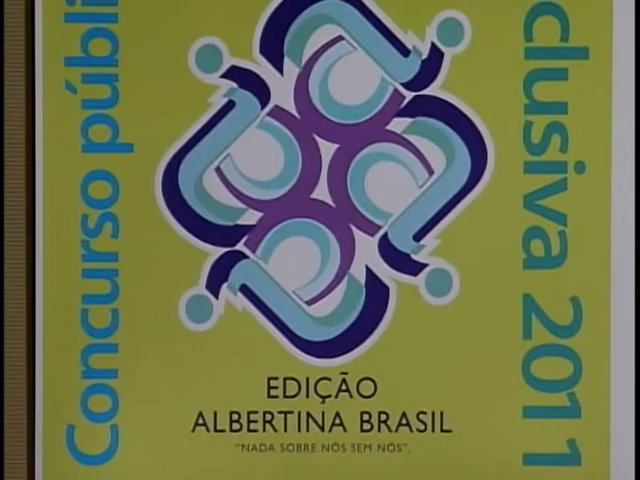 Concurso públi
clusiva 2011
EDIÇÃO
ALBERTINA BRASIL
"NADA SOBRE NÓS SEM NÓS".